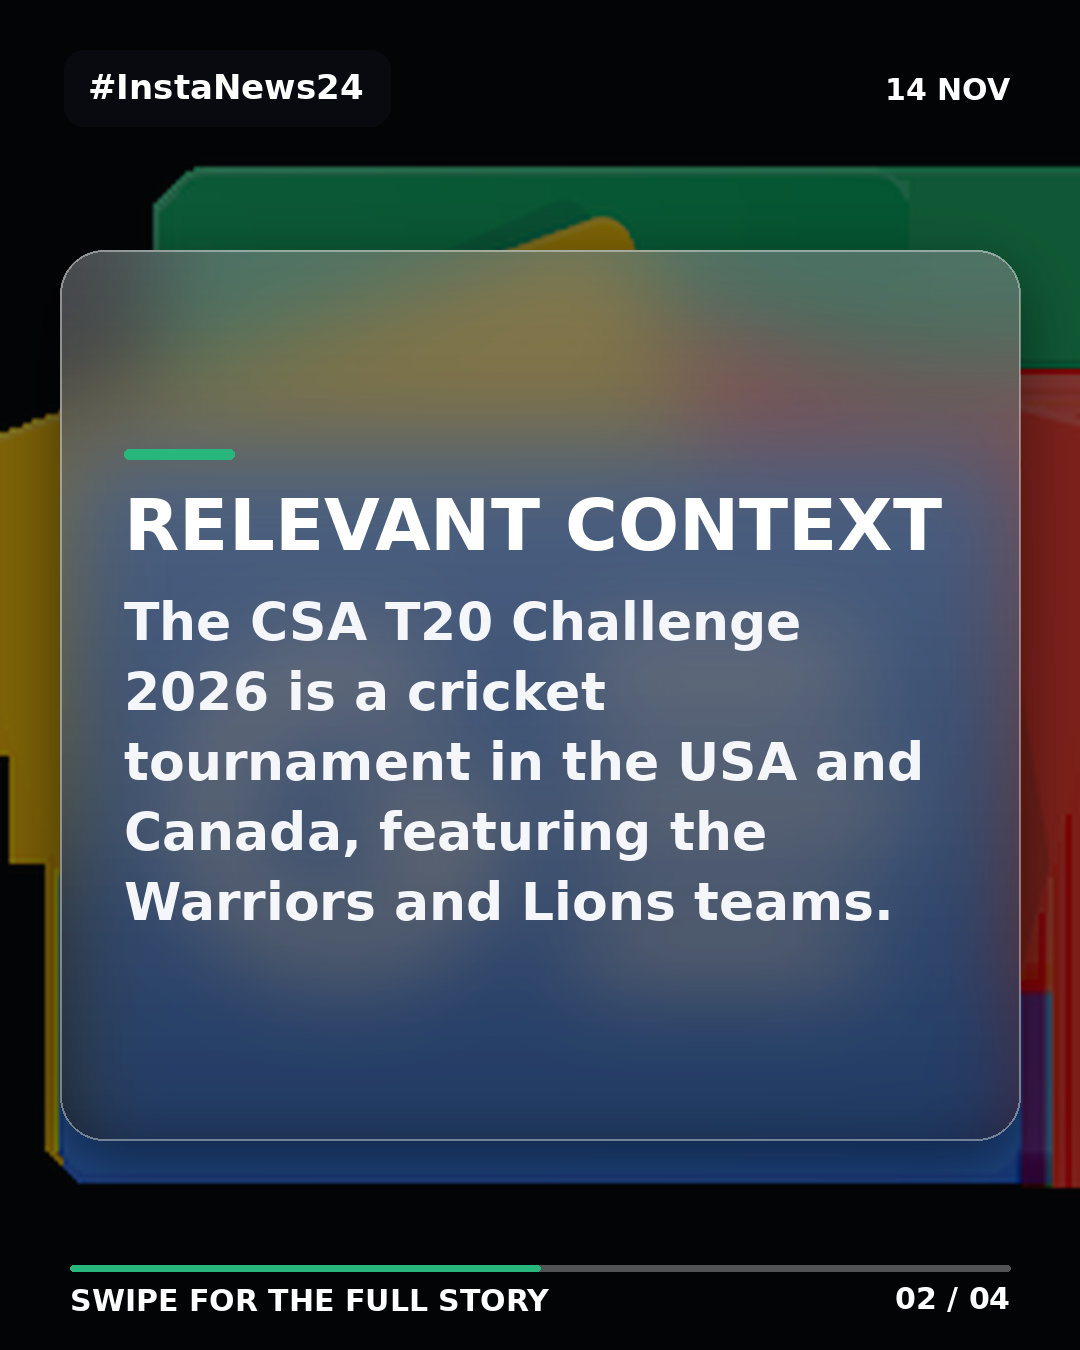 #InstaNews24
14 NOV
RELEVANT CONTEXT
The CSA T20 Challenge
2026 is a cricket
tournament in the USA and
Canada, featuring the
Warriors and Lions teams.
SWIPE FOR THE FULL STORY
02 / 04